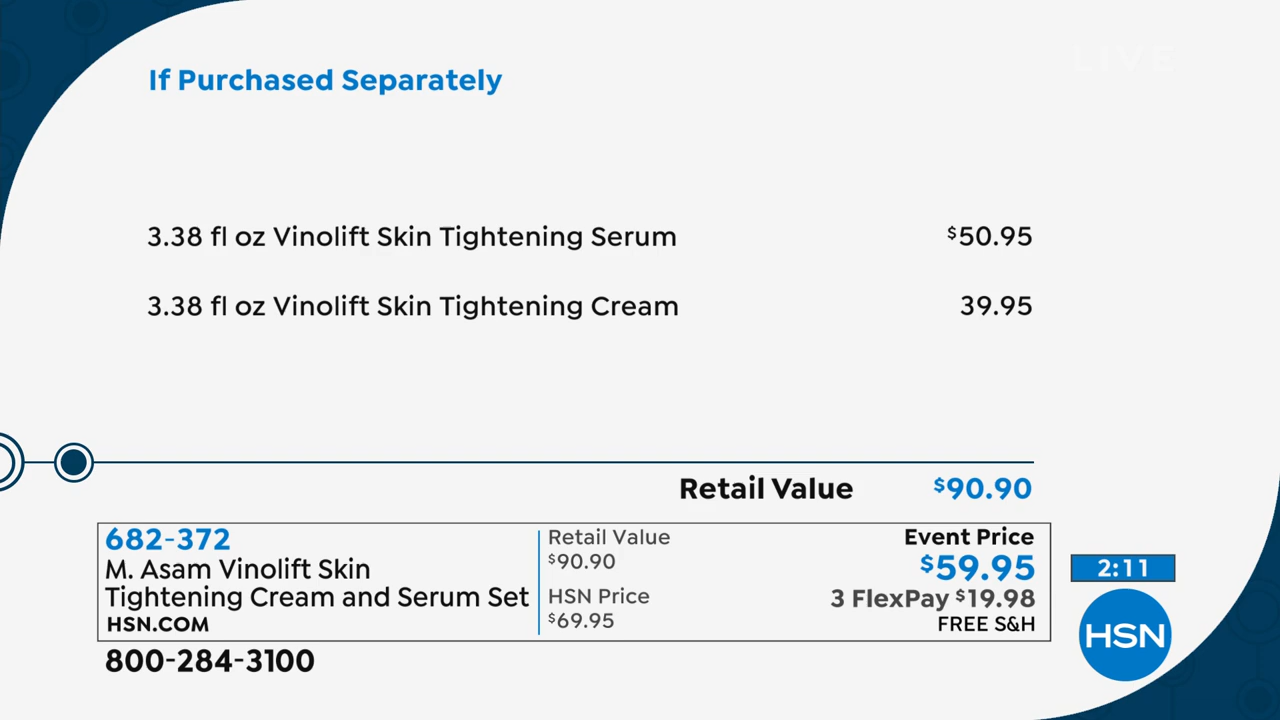 LIVE
If Purchased Separately
3.38 fl oz Vinolift Skin Tightening Serum $50.95
3.38 fl oz Vinolift Skin Tightening Cream 39.95
Retail Value $90.90
682-372
M. Asam Vinolift Skin
Tightening Cream and Serum Set
HSN.COM
Retail Value
$90.90
HSN Price
$69.95
Event Price
$59.95
3 FlexPay $19.98
FREE S&H
2:11
HSN
800-284-3100